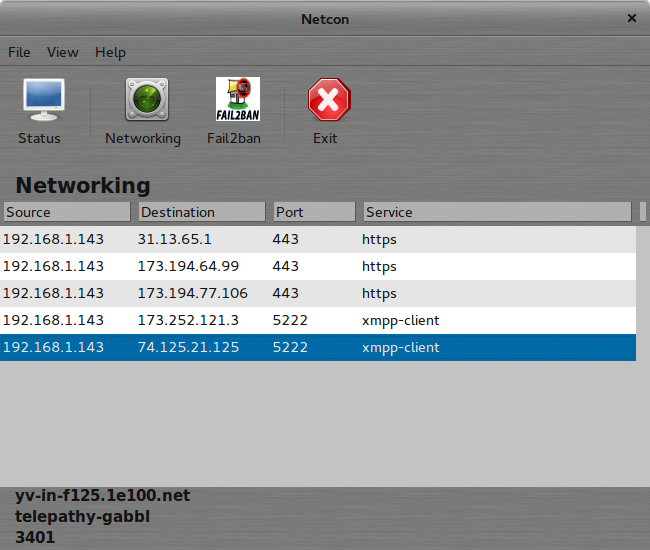 Netcon ×
File View Help
Status Networking Fail2ban Exit
FAIL2BAN
Networking
Source Destination Port Service
192.168.1.143 31.13.65.1 443 https
192.168.1.143 173.194.64.99 443 https
192.168.1.143 173.194.77.106 443 https
192.168.1.143 173.252.121.3 5222 xmpp-client
192.168.1.143 74.125.21.125 5222 xmpp-client
yv-in-f125.1e100.net
telepathy-gabbl
3401